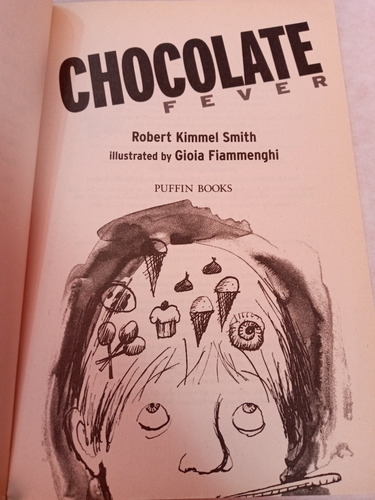 CHOCOLATE
FEVER
Robert Kimmel Smith
illustrated by Gioia Fiammenghi
PUFFIN BOOKS